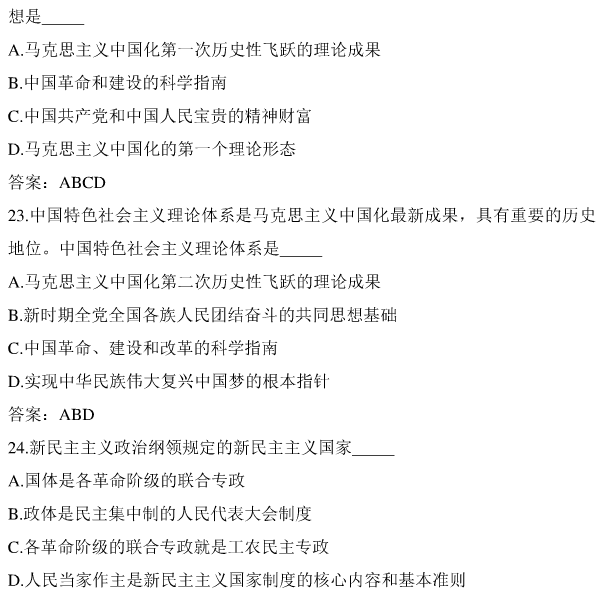 想是_____
A.马克思主义中国化第一次历史性飞跃的理论成果
B.中国革命和建设的科学指南
C.中国共产党和中国人民宝贵的精神财富
D.马克思主义中国化的第一个理论形态
答案：ABCD
23.中国特色社会主义理论体系是马克思主义中国化最新成果，具有重要的历史
地位。中国特色社会主义理论体系是_____
A.马克思主义中国化第二次历史性飞跃的理论成果
B.新时期全党全国各族人民团结奋斗的共同思想基础
C.中国革命、建设和改革的科学指南
D.实现中华民族伟大复兴中国梦的根本指针
答案：ABD
24.新民主主义政治纲领规定的新民主主义国家_____
A.国体是各革命阶级的联合专政
B.政体是民主集中制的人民代表大会制度
C.各革命阶级的联合专政就是工农民主专政
D.人民当家作主是新民主主义国家制度的核心内容和基本准则